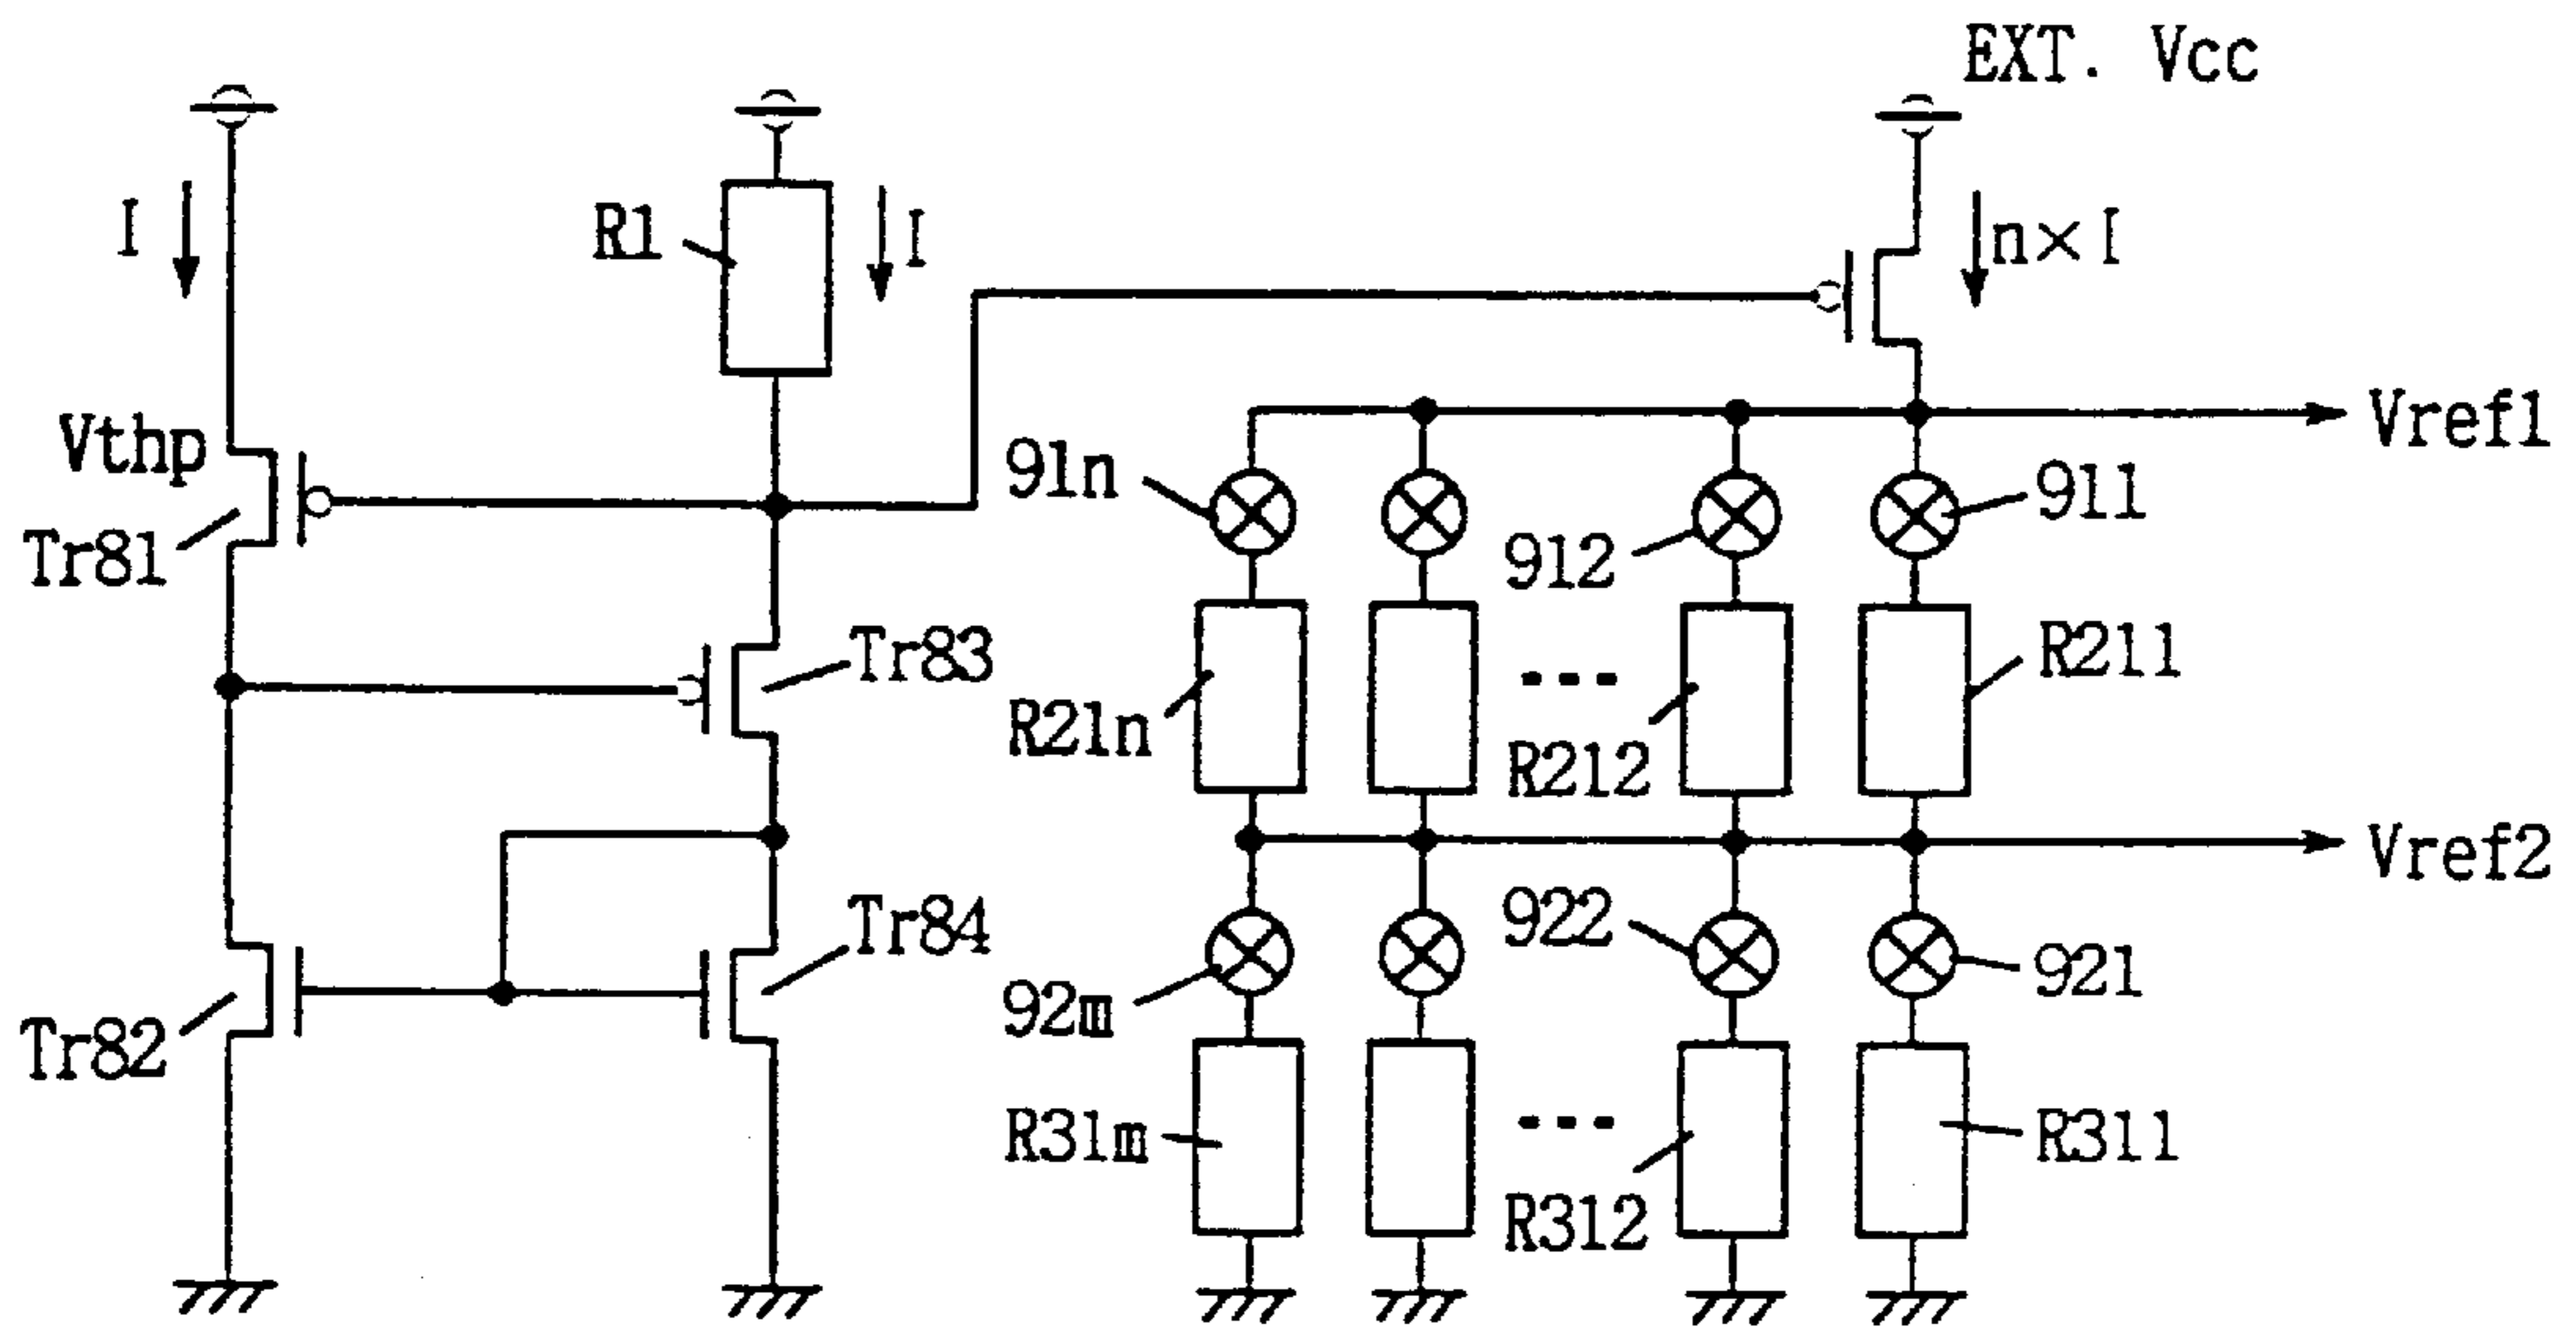 EXT. Vcc
I
R1
I
n×I
Vthp
Vref1
91n
911
Tr81
912
Tr83
R211
R21n
R212
Vref2
Tr84
922
921
92m
Tr82
R31m
R311
R312